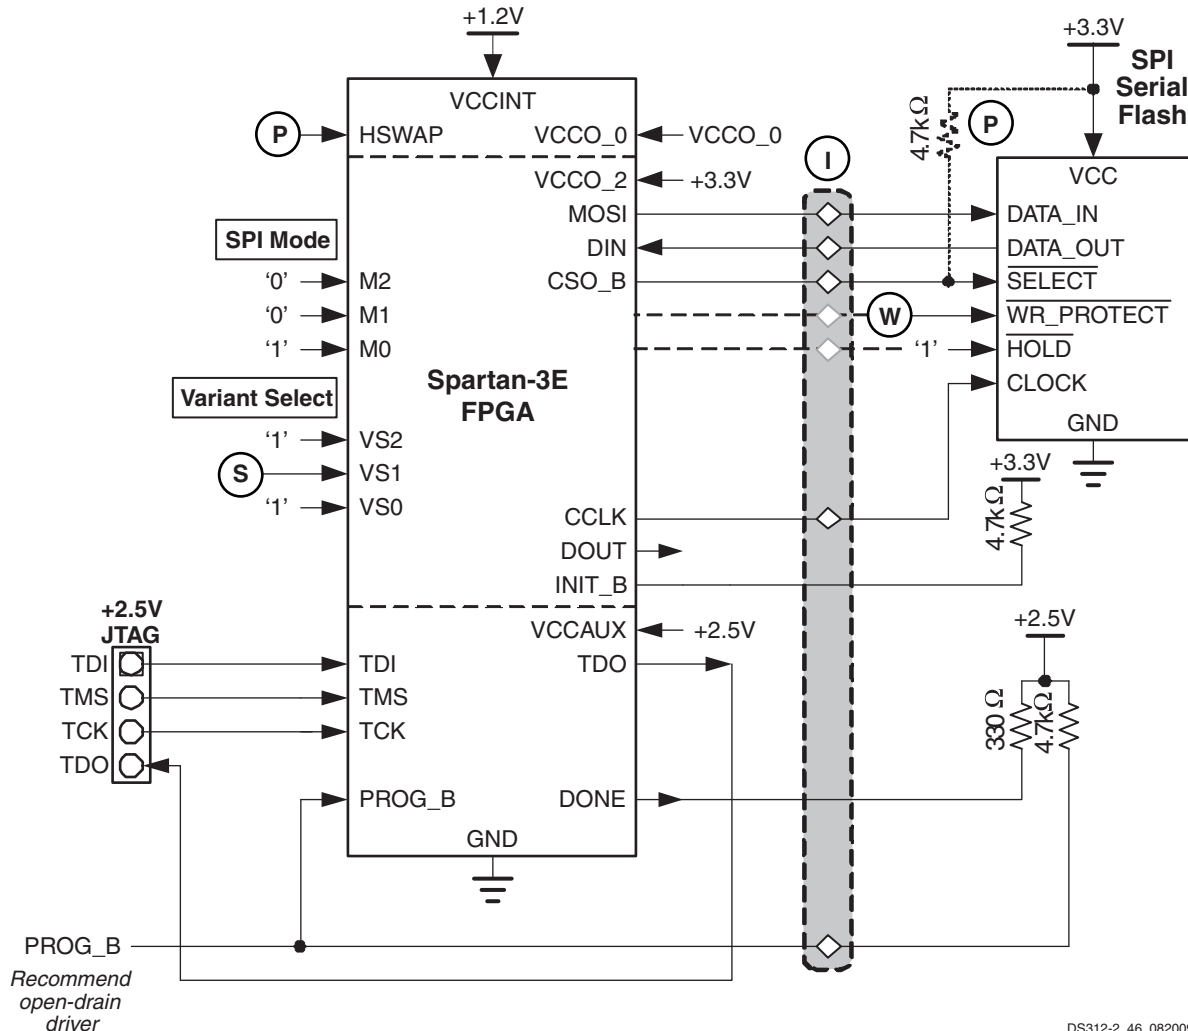 +1.2V
+3.3V
SPI
Serial
Flash
VCCINT
P
HSWAP
VCCO_0
VCCO_0
4.7kΩ
P
I
VCC
VCCO_2
+3.3V
MOSI
DATA_IN
SPI Mode
DIN
DATA_OUT
'0'
M2
CSO_B
SELECT
'0'
M1
W
WR_PROTECT
'1'
M0
'1'
HOLD
Spartan-3E
FPGA
CLOCK
Variant Select
GND
'1'
VS2
S
VS1
+3.3V
'1'
VS0
4.7kΩ
CCLK
DOUT
INIT_B
+2.5V
JTAG
VCCAUX
+2.5V
+2.5V
TDI
TDI
TDO
TMS
TMS
TCK
TCK
330 Ω
4.7kΩ
TDO
PROG_B
DONE
GND
PROG_B
Recommend
open-drain
driver
DS312-2_46_082009